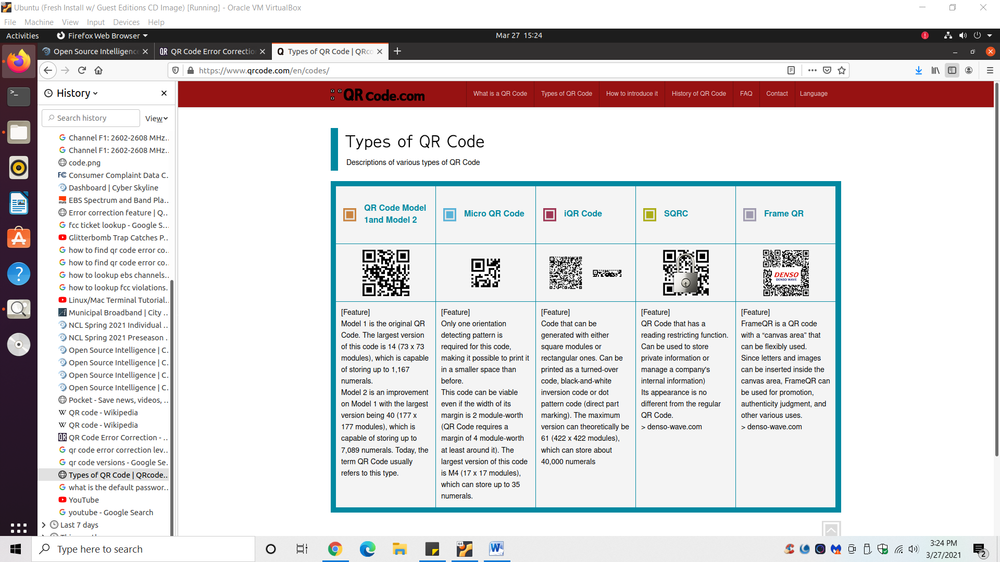 Ubuntu (Fresh Install w/ Guest Editions CD Image) [Running] - Oracle VM VirtualBox
File Machine View Input Devices Help
Activities Firefox Web Browser Mar 27 15:24
Open Source Intelligence QR Code Error Correctio Types of QR Code | QRco
https://www.qrcode.com/en/codes/
History
Search history View
Channel F1: 2602-2608 MHz...
Channel F1: 2602-2608 MHz...
code.png
Consumer Complaint Data C...
Dashboard | Cyber Skyline
EBS Spectrum and Band Pla...
Error correction feature | Q...
fcc ticket lookup - Google S...
Glitterbomb Trap Catches P...
how to find qr code error co...
how to find qr code error co...
how to lookup ebs channels...
how to lookup fcc violations...
Linux/Mac Terminal Tutorial...
Municipal Broadband | City ...
NCL Spring 2021 Individual ...
NCL Spring 2021 Preseason ...
Open Source Intelligence | C...
Open Source Intelligence | C...
Open Source Intelligence | C...
Open Source Intelligence | C...
Pocket - Save news, videos, ...
QR code - Wikipedia
QR code - Wikipedia
QR Code Error Correction - ...
qr code error correction lev...
qr code versions - Google Se...
Types of QR Code | QRcode...
what is the default passwor...
YouTube
youtube - Google Search
Last 7 days
QR Code.com
What is a QR Code Types of QR Code How to introduce it History of QR Code FAQ Contact Language
Types of QR Code
Descriptions of various types of QR Code
QR Code Model
1and Model 2
Micro QR Code
iQR Code
SQRC
Frame QR
DENSO
DENSO WAVE
[Feature]
Model 1 is the original QR
Code. The largest version
of this code is 14 (73 x 73
modules), which is capable
of storing up to 1,167
numerals.
Model 2 is an improvement
on Model 1 with the largest
version being 40 (177 x
177 modules), which is
capable of storing up to
7,089 numerals. Today, the
term QR Code usually
refers to this type.
[Feature]
Only one orientation
detecting pattern is
required for this code,
making it possible to print it
in a smaller space than
before.
This code can be viable
even if the width of its
margin is 2 module-worth
(QR Code requires a
margin of 4 module-worth
at least around it). The
largest version of this code
is M4 (17 x 17 modules),
which can store up to 35
numerals.
[Feature]
Code that can be
generated with either
square modules or
rectangular ones. Can be
printed as a turned-over
code, black-and-white
inversion code or dot
pattern code (direct part
marking). The maximum
version can theoretically be
61 (422 x 422 modules),
which can store about
40,000 numerals
[Feature]
QR Code that has a
reading restricting function.
Can be used to store
private information or
manage a company's
internal information)
Its appearance is no
different from the regular
QR Code.
> denso-wave.com
[Feature]
FrameQR is a QR code
with a “canvas area” that
can be flexibly used.
Since letters and images
can be inserted inside the
canvas area, FrameQR can
be used for promotion,
authenticity judgment, and
other various uses.
> denso-wave.com
Type here to search
3:24 PM
3/27/2021
2